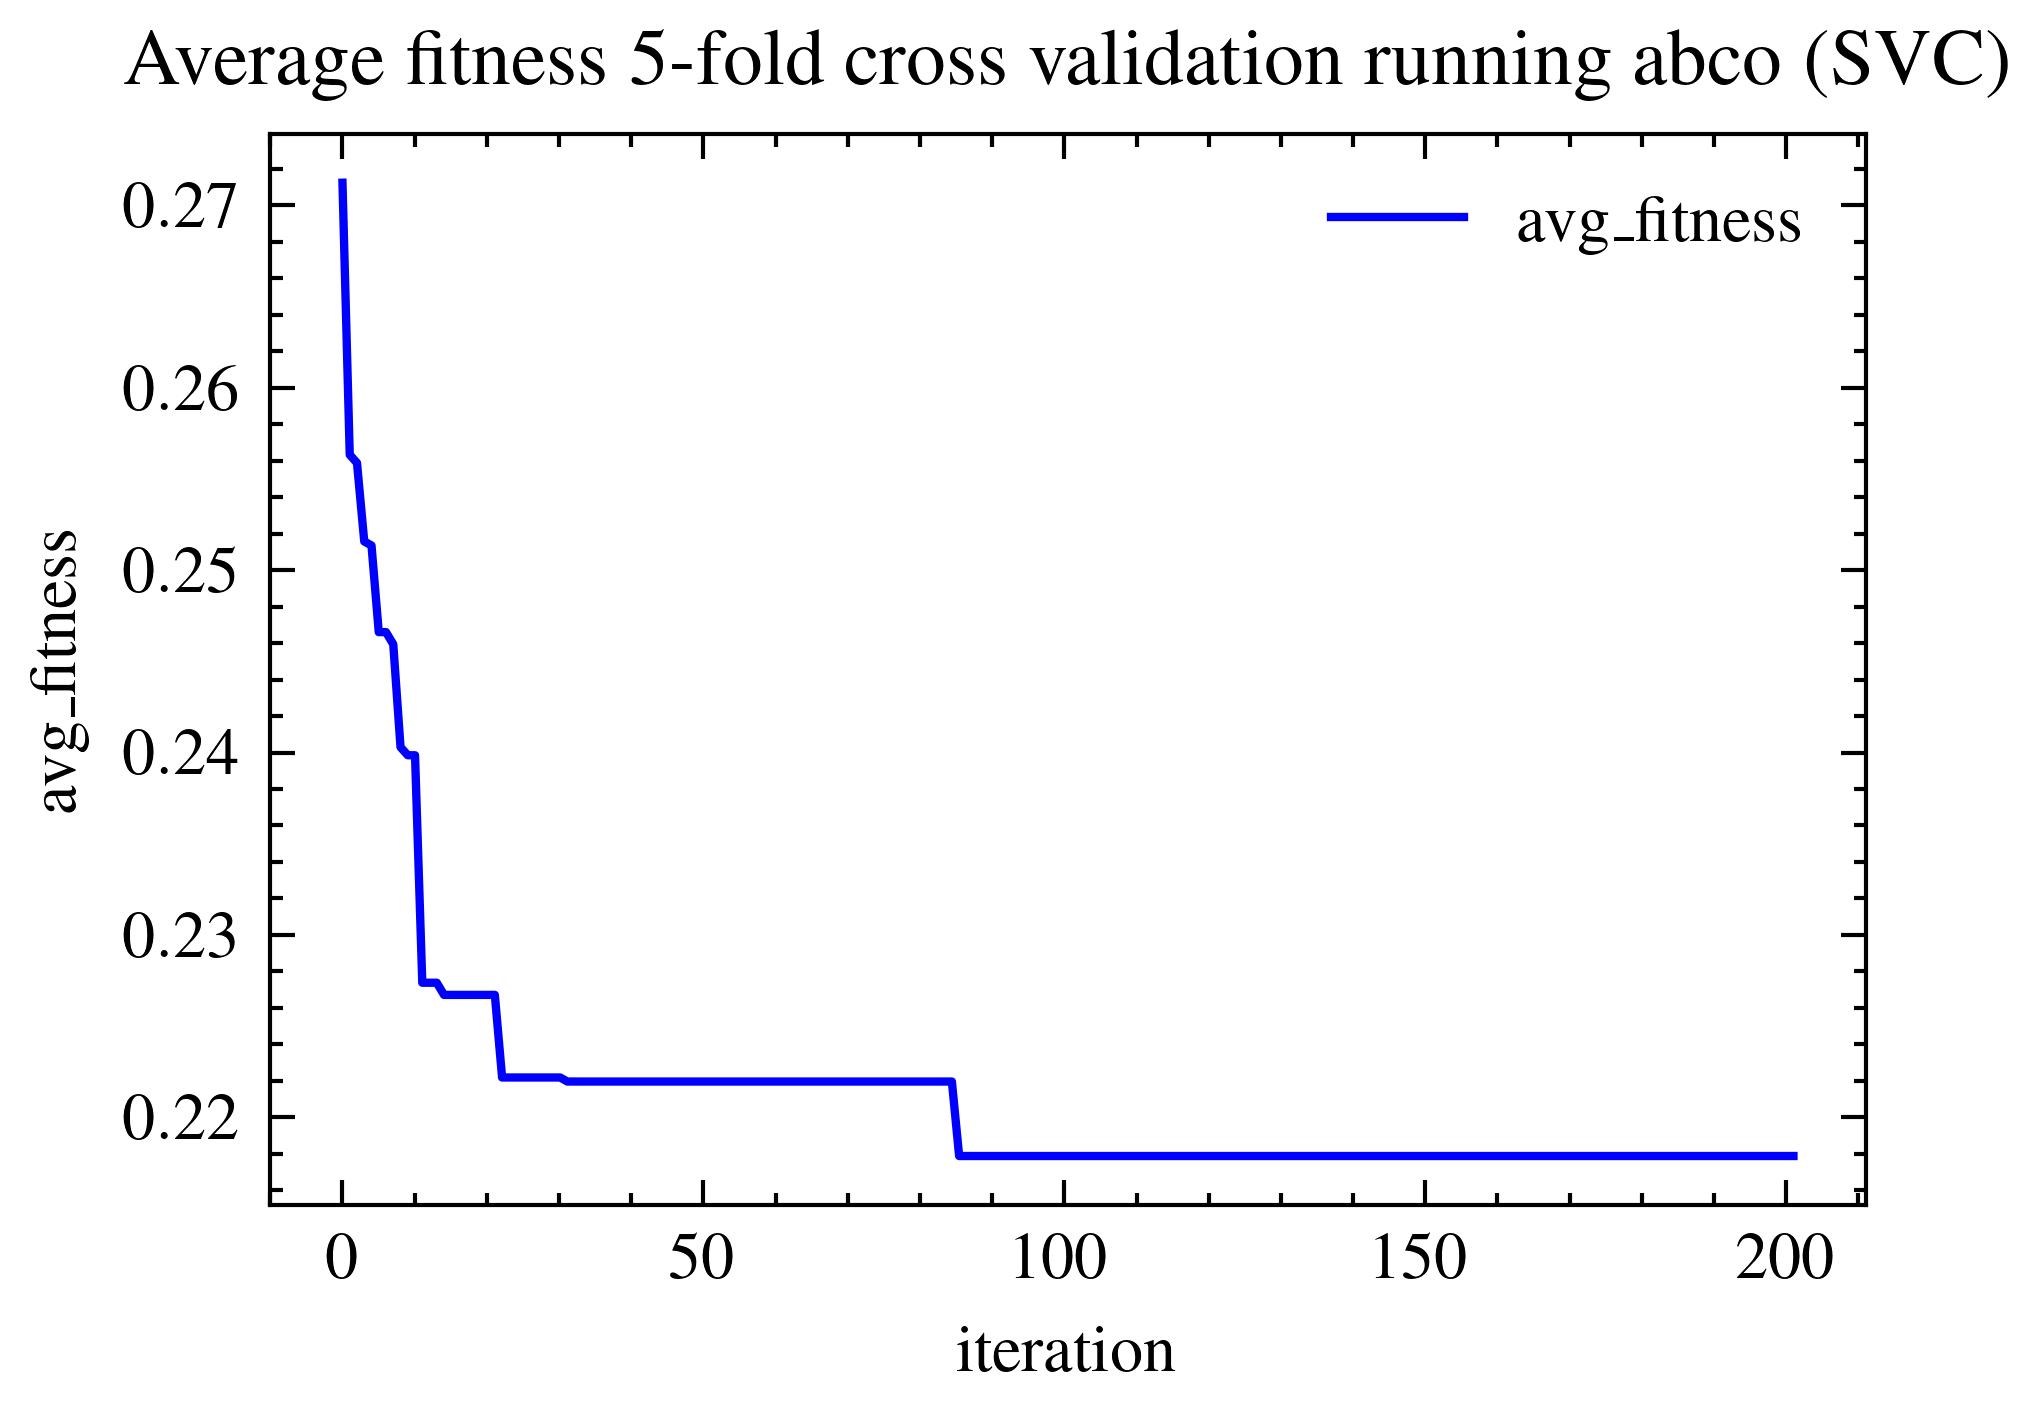 Average fitness 5-fold cross validation running abco (SVC)
avg_fitness
0.27
0.26
0.25
0.24
0.23
0.22
avg_fitness
0 50 100 150 200
iteration